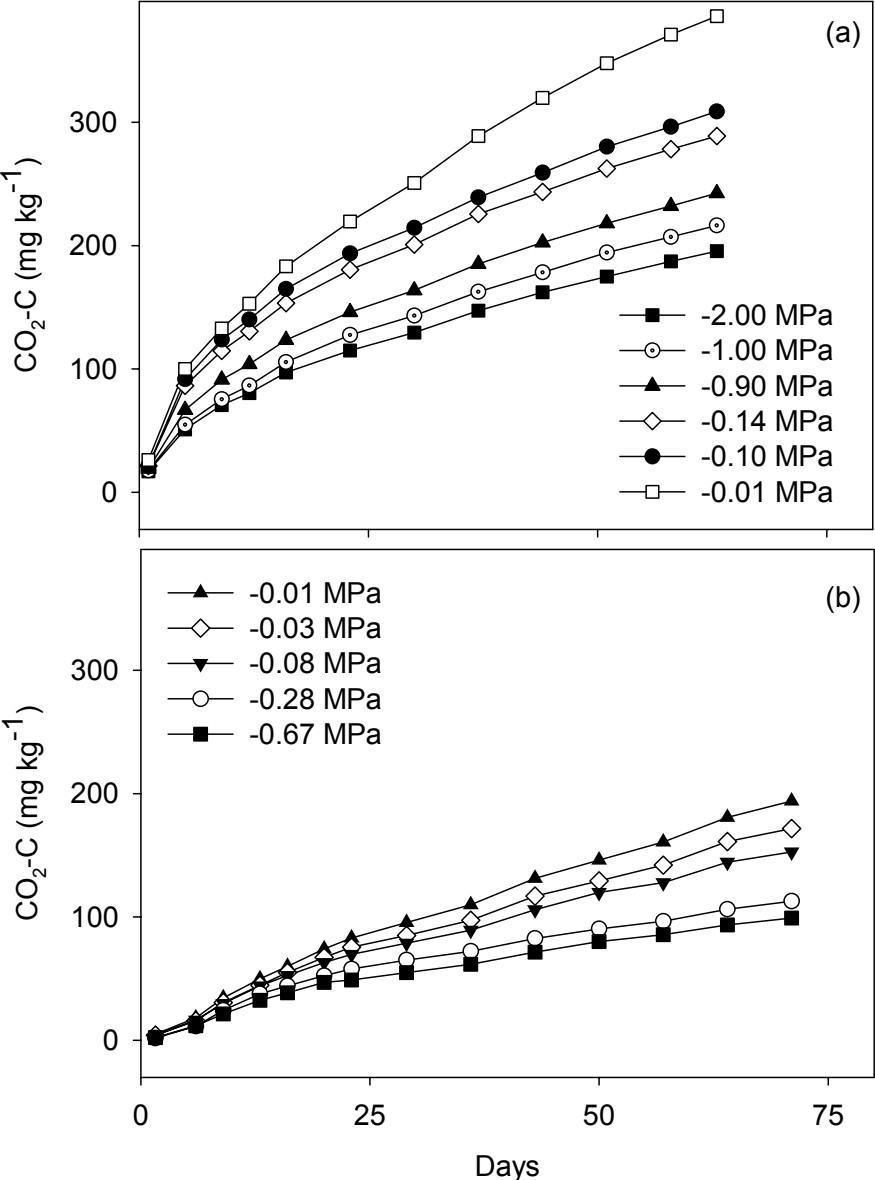 (a)
300
200
100
0
CO₂-C (mg kg⁻¹)
-2.00 MPa
-1.00 MPa
-0.90 MPa
-0.14 MPa
-0.10 MPa
-0.01 MPa
(b)
-0.01 MPa
-0.03 MPa
-0.08 MPa
-0.28 MPa
-0.67 MPa
300
200
100
0
CO₂-C (mg kg⁻¹)
0 25 50 75
Days